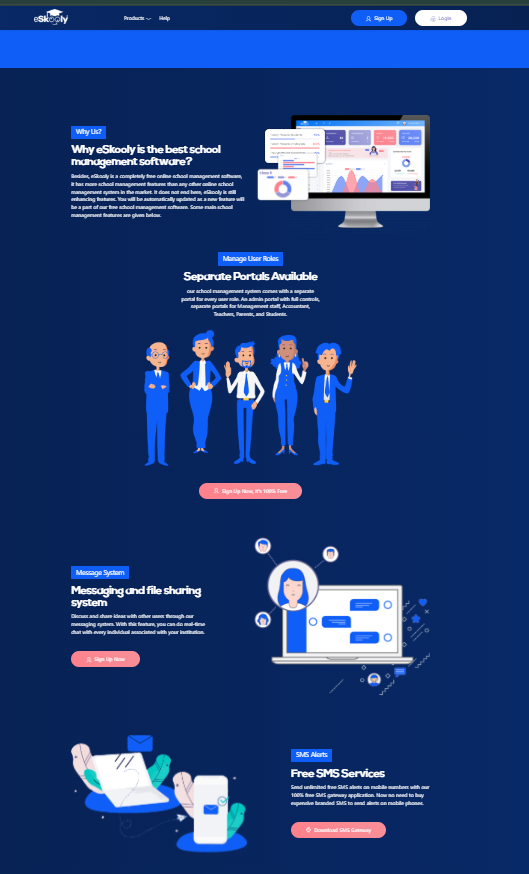 eSkooly
Products
Help
Sign Up
Login
Why Us?
Why eSkooly is the best school
management software?
Besides, eSkooly is a completely free online school management software,
it has more school management features than any other online school
management system in the market. It does not end here, eSkooly is still
enhancing features. You will be automatically updated as a new feature will
be a part of our free school management software. Some main school
management features are given below.
Manage User Roles
Separate Portals Available
our school management system comes with a separate
portal for every user role. An admin portal with full controls,
separate portals for Management staff, Accountant,
Teachers, Parents, and Students.
Sign Up Now, it's 100% Free
Message System
Messaging and file sharing
system
Discuss and share ideas with other users through our
messaging system. With this feature, you can do real-time
chat with every individual associated with your institution.
Sign Up Now
SMS Alerts
Free SMS Services
Send unlimited free SMS alerts on mobile numbers with our
100% free SMS gateway application. Now no need to buy
expensive branded SMS to send alerts on mobile phones.
Download SMS Gateway